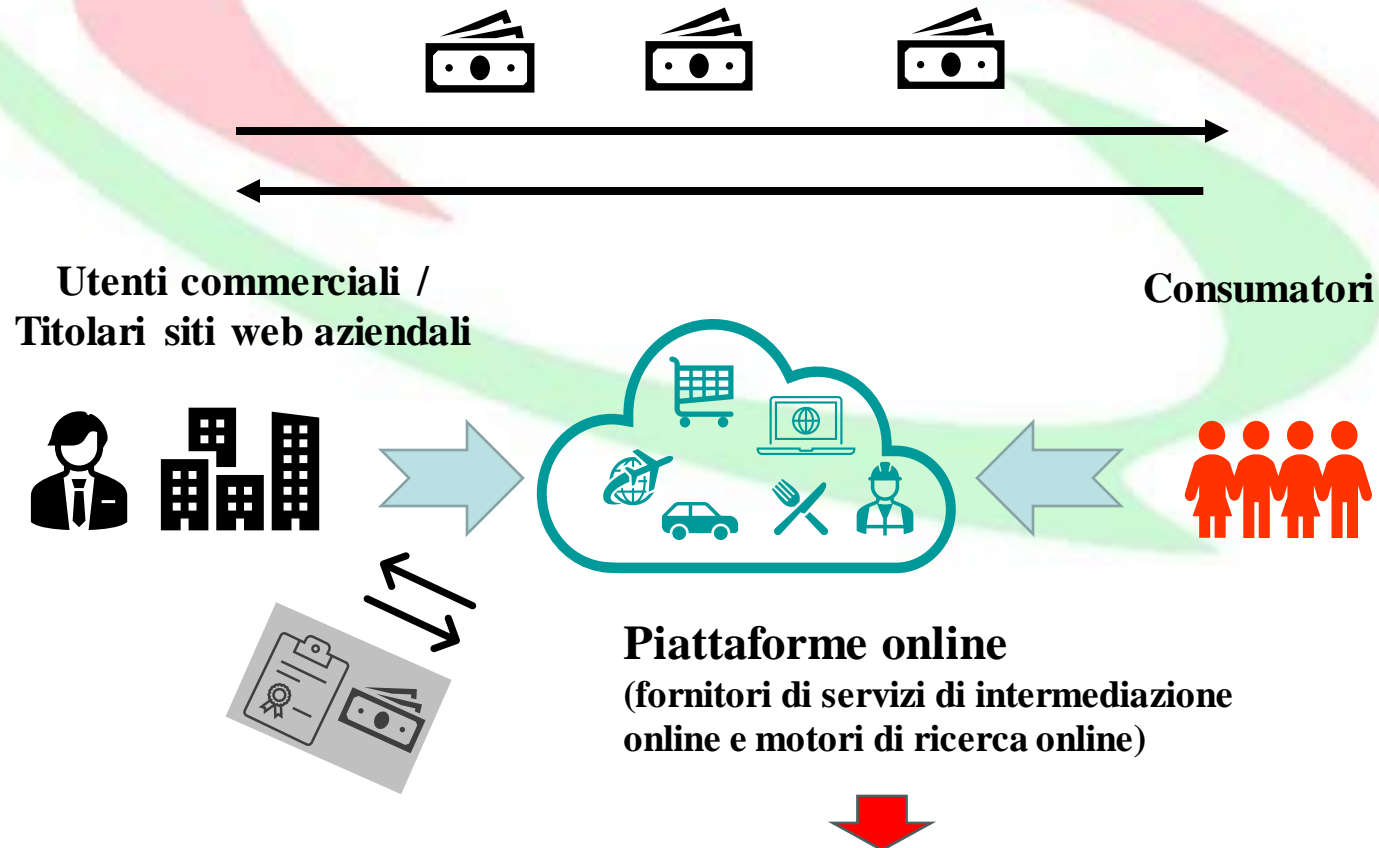 Utenti commerciali /
Titolari siti web aziendali
Consumatori
Piattaforme online
(fornitori di servizi di intermediazione
online e motori di ricerca online)